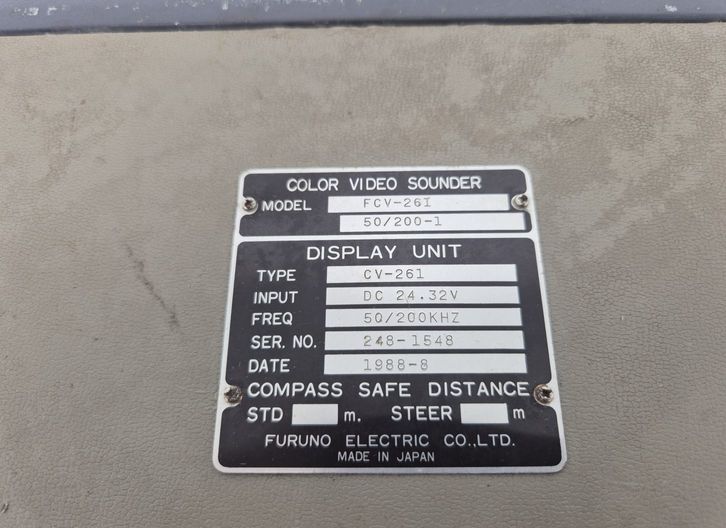 COLOR VIDEO SOUNDER
MODEL FCV-261
50/200-1
DISPLAY UNIT
TYPE CV-261
INPUT DC 24.32V
FREQ 50/200KHZ
SER. NO. 248-1548
DATE 1988-8
COMPASS SAFE DISTANCE
STD m. STEER m
FURUNO ELECTRIC CO.,LTD.
MADE IN JAPAN